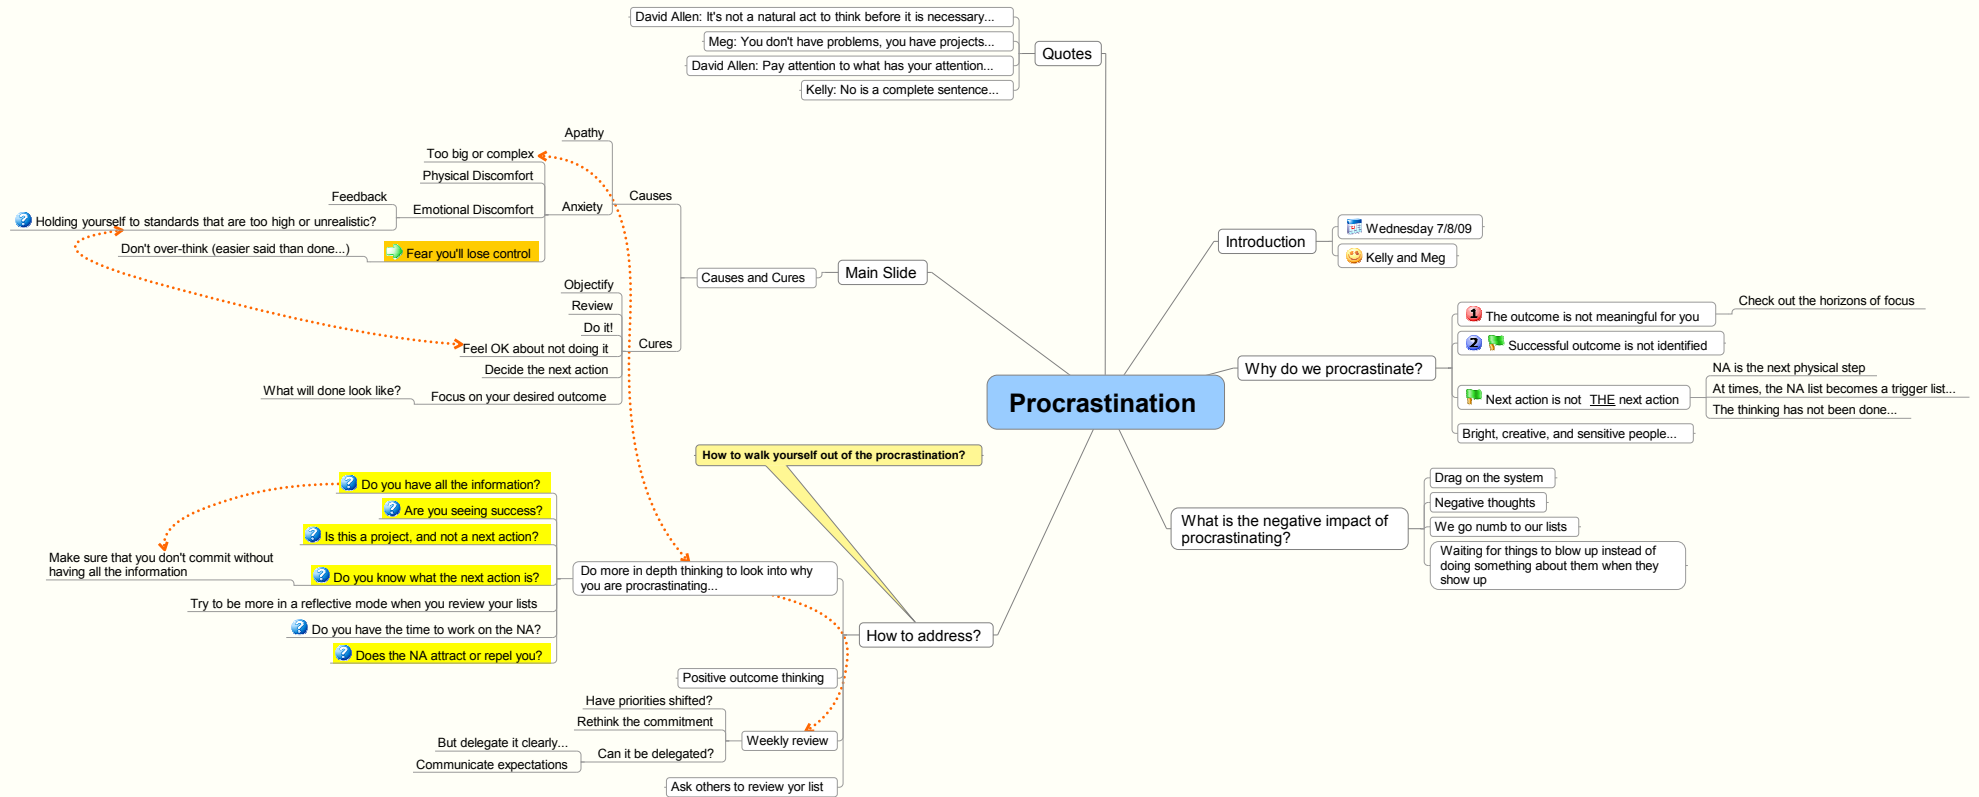 Procrastination
Quotes
David Allen: It's not a natural act to think before it is necessary...
Meg: You don't have problems, you have projects...
David Allen: Pay attention to what has your attention...
Kelly: No is a complete sentence...
Introduction
Wednesday 7/8/09
Kelly and Meg
Why do we procrastinate?
1 The outcome is not meaningful for you
Check out the horizons of focus
2 Successful outcome is not identified
Next action is not THE next action
NA is the next physical step
At times, the NA list becomes a trigger list...
The thinking has not been done...
Bright, creative, and sensitive people...
What is the negative impact of
procrastinating?
Drag on the system
Negative thoughts
We go numb to our lists
Waiting for things to blow up instead of
doing something about them when they
show up
Main Slide
Causes and Cures
Causes
Apathy
Anxiety
Too big or complex
Physical Discomfort
Emotional Discomfort
Feedback
? Holding yourself to standards that are too high or unrealistic?
Fear you'll lose control
Don't over-think (easier said than done...)
Cures
Objectify
Review
Do it!
Feel OK about not doing it
Decide the next action
Focus on your desired outcome
What will done look like?
How to walk yourself out of the procrastination?
How to address?
Do more in depth thinking to look into why
you are procrastinating...
? Do you have all the information?
? Are you seeing success?
? Is this a project, and not a next action?
? Do you know what the next action is?
Make sure that you don't commit without
having all the information
Try to be more in a reflective mode when you review your lists
? Do you have the time to work on the NA?
? Does the NA attract or repel you?
Positive outcome thinking
Weekly review
Have priorities shifted?
Rethink the commitment
Can it be delegated?
But delegate it clearly...
Communicate expectations
Ask others to review yor list